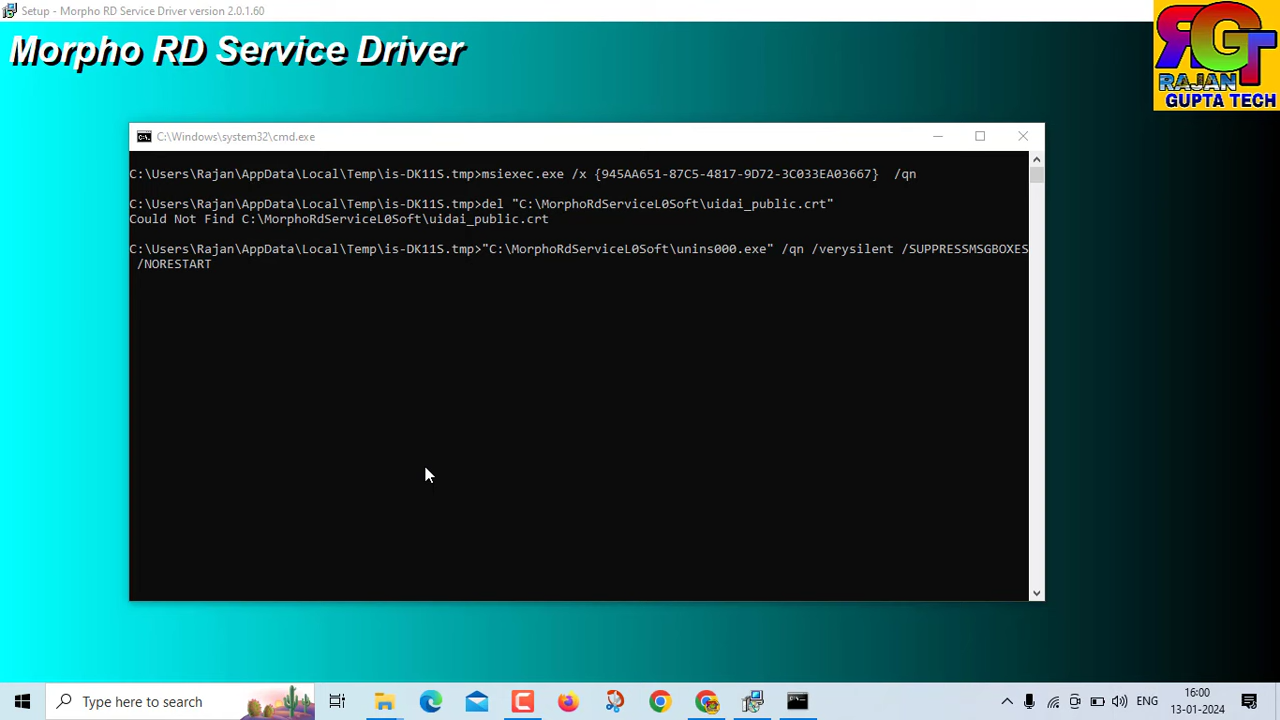 Setup - Morpho RD Service Driver version 2.0.1.60
Morpho RD Service Driver
RGT
RAJAN
GUPTA TECH
C:\Windows\system32\cmd.exe
C:\Users\Rajan\AppData\Local\Temp\is-DK11S.tmp>msiexec.exe /x {945AA651-87C5-4817-9D72-3C033EA03667}  /qn
C:\Users\Rajan\AppData\Local\Temp\is-DK11S.tmp>del "C:\MorphoRdServiceL0Soft\uidai_public.crt"
Could Not Find C:\MorphoRdServiceL0Soft\uidai_public.crt
C:\Users\Rajan\AppData\Local\Temp\is-DK11S.tmp>"C:\MorphoRdServiceL0Soft\unins000.exe" /qn /verysilent /SUPPRESSMSGBOXES
/NORESTART
Type here to search
ENG
16:00
13-01-2024